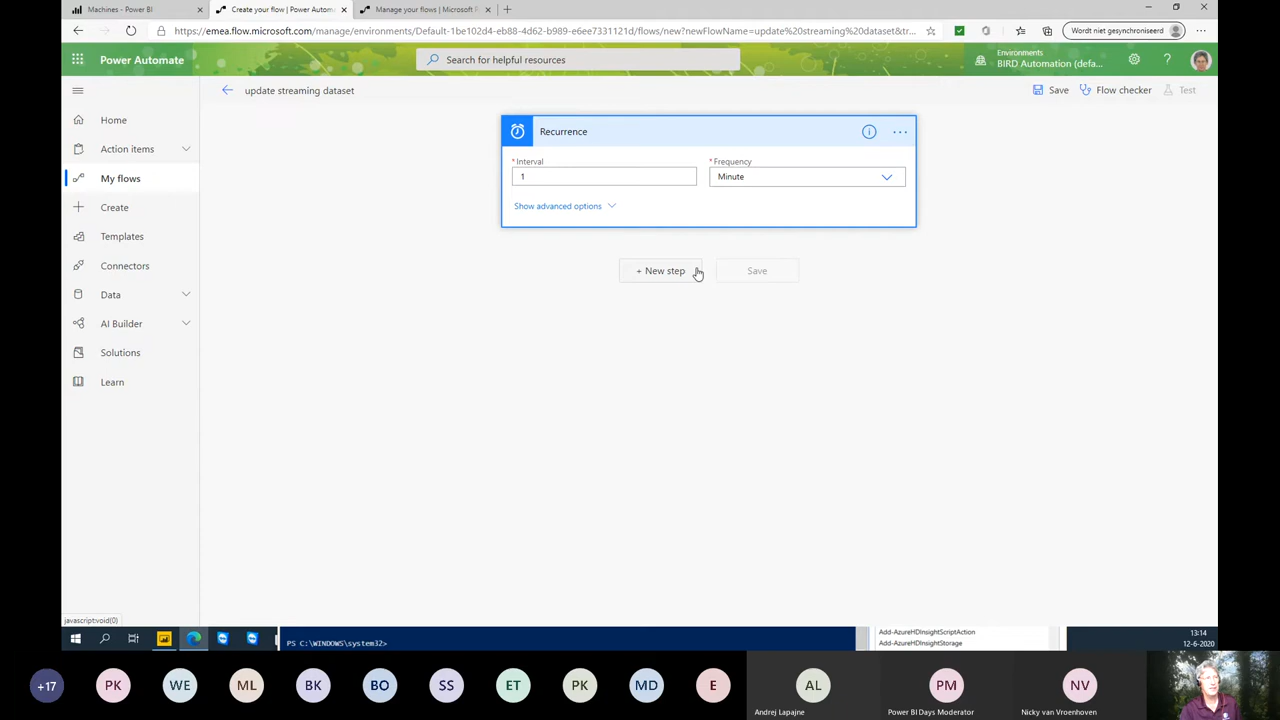 Machines - Power BI
Create your flow | Power Autom
Manage your flows | Microsoft P
https://emea.flow.microsoft.com/manage/environments/Default-1be102d4-eb88-4d62-b989-e6ee7331121d/flows/new?newFlowName=update%20streaming%20dataset&tr...
Wordt niet gesynchroniseerd
Power Automate
Search for helpful resources
Environments
BIRD Automation (defa...
update streaming dataset
Save
Flow checker
Test
Home
Action items
My flows
Create
Templates
Connectors
Data
AI Builder
Solutions
Learn
Recurrence
* Interval
* Frequency
1
Minute
Show advanced options
+ New step
Save
javascript:void(0)
PS C:\WINDOWS\system32>
Add-AzureHDInsightScriptAction
Add-AzureHDInsightStorage
13:14
12-6-2020
+17
PK
WE
ML
BK
BO
SS
ET
PK
MD
E
AL
PM
NV
Andrej Lapajne
Power BI Days Moderator
Nicky van Vroenhoven